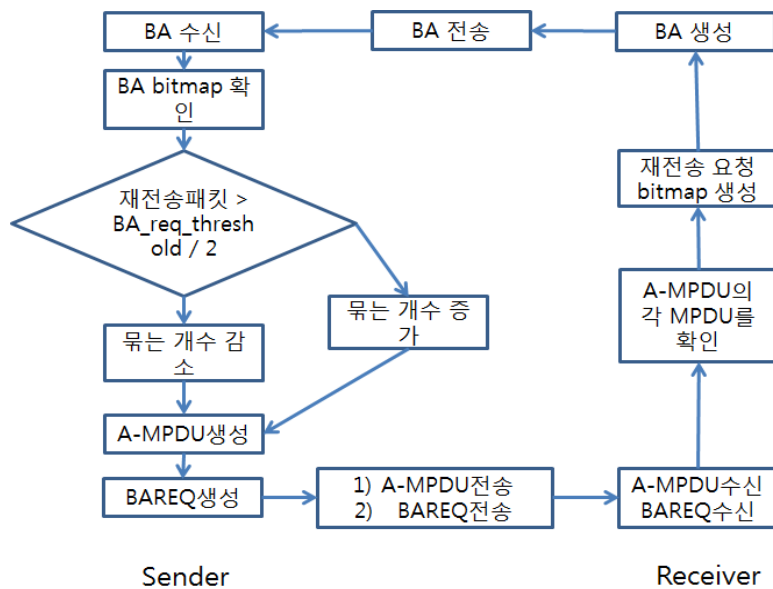 BA 수신
BA 전송
BA 생성
BA bitmap 확
인
재전송패킷 >
BA_req_thresh
old / 2
재전송 요청
bitmap 생성
묶는 개수 감
소
묶는 개수 증
가
A-MPDU의
각 MPDU를
확인
A-MPDU생성
BAREQ생성
1) A-MPDU전송
2) BAREQ전송
A-MPDU수신
BAREQ수신
Sender
Receiver